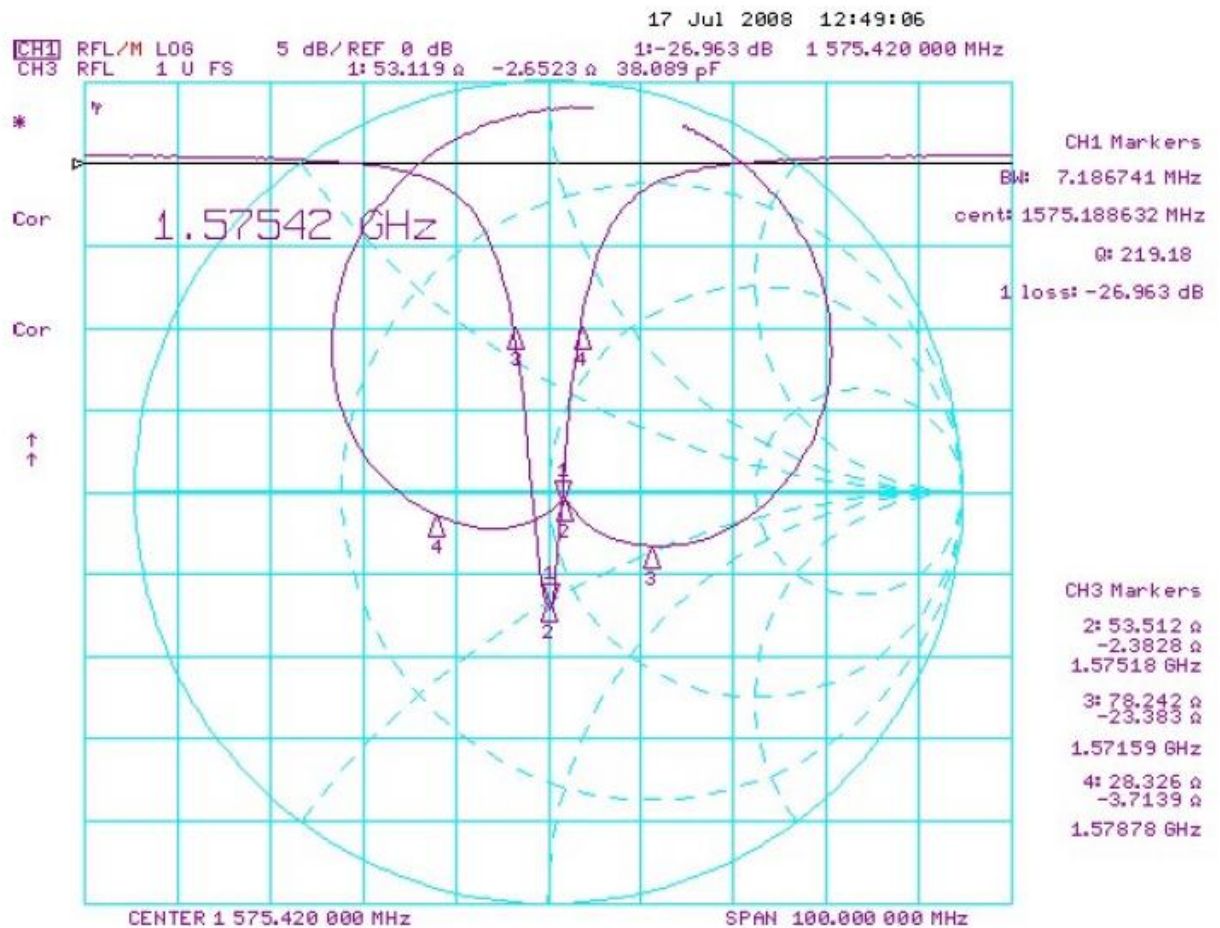 17 Jul 2008 12:49:06
CH1 RFL/M LOG 5 dB/REF 0 dB 1:-26.963 dB 1 575.420 000 MHz
CH3 RFL 1 U FS 1: 53.119 Ω -2.6523 Ω 38.089 pF
*
CH1 Markers
BW: 7.186741 MHz
Cor
1.57542 GHz
cent: 1575.188632 MHz
Q: 219.18
1 loss: -26.963 dB
Cor
3
4
↑
↑
1
2
4
3
1
2
CH3 Markers
2: 53.512 Ω
-2.3828 Ω
1.57518 GHz
3: 78.242 Ω
-23.383 Ω
1.57159 GHz
4: 28.326 Ω
-3.7139 Ω
1.57878 GHz
CENTER 1 575.420 000 MHz SPAN 100.000 000 MHz